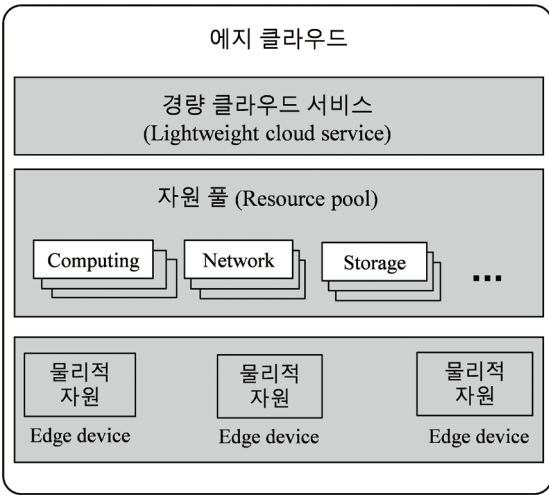 에지 클라우드
경량 클라우드 서비스
(Lightweight cloud service)
자원 풀 (Resource pool)
Computing
Network
Storage
...
물리적
자원
Edge device
물리적
자원
Edge device
물리적
자원
Edge device